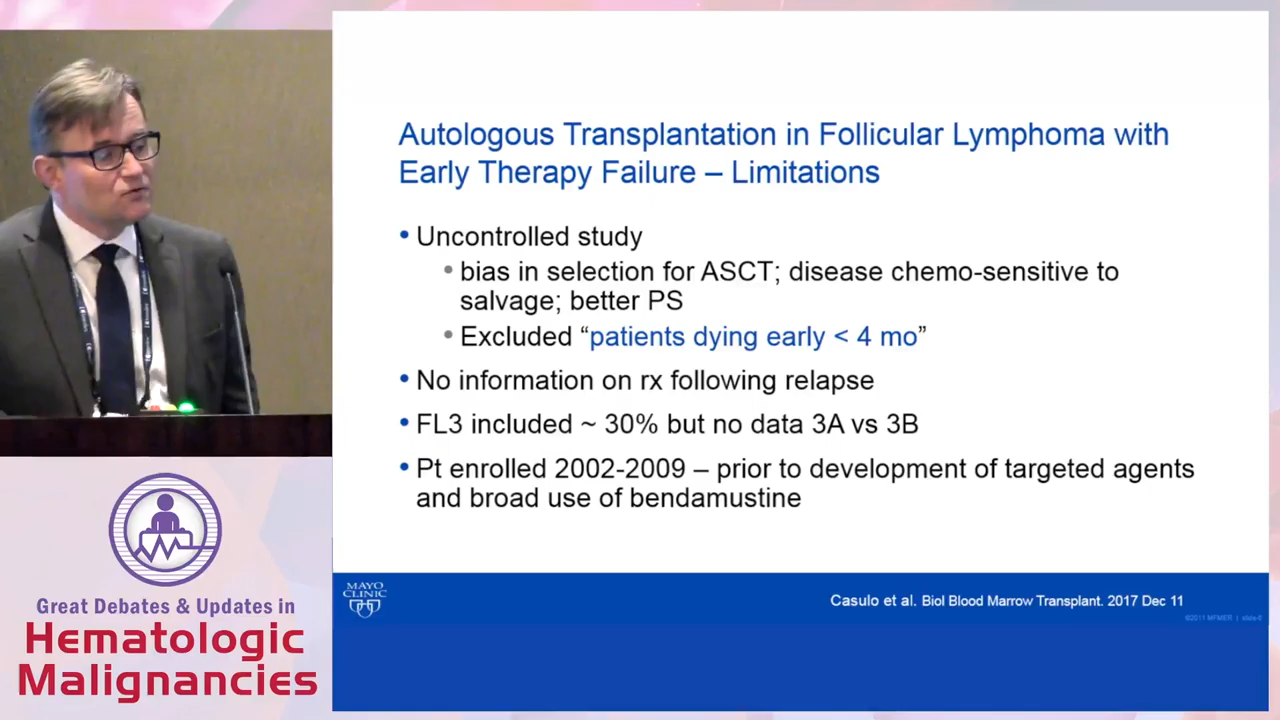 Autologous Transplantation in Follicular Lymphoma with
Early Therapy Failure – Limitations
• Uncontrolled study
• bias in selection for ASCT; disease chemo-sensitive to
salvage; better PS
• Excluded “patients dying early < 4 mo”
• No information on rx following relapse
• FL3 included ~ 30% but no data 3A vs 3B
• Pt enrolled 2002-2009 – prior to development of targeted agents
and broad use of bendamustine
MAYO
CLINIC
Casulo et al. Biol Blood Marrow Transplant. 2017 Dec 11
©2011 MFMER | slide-6
Great Debates & Updates in
Hematologic
Malignancies